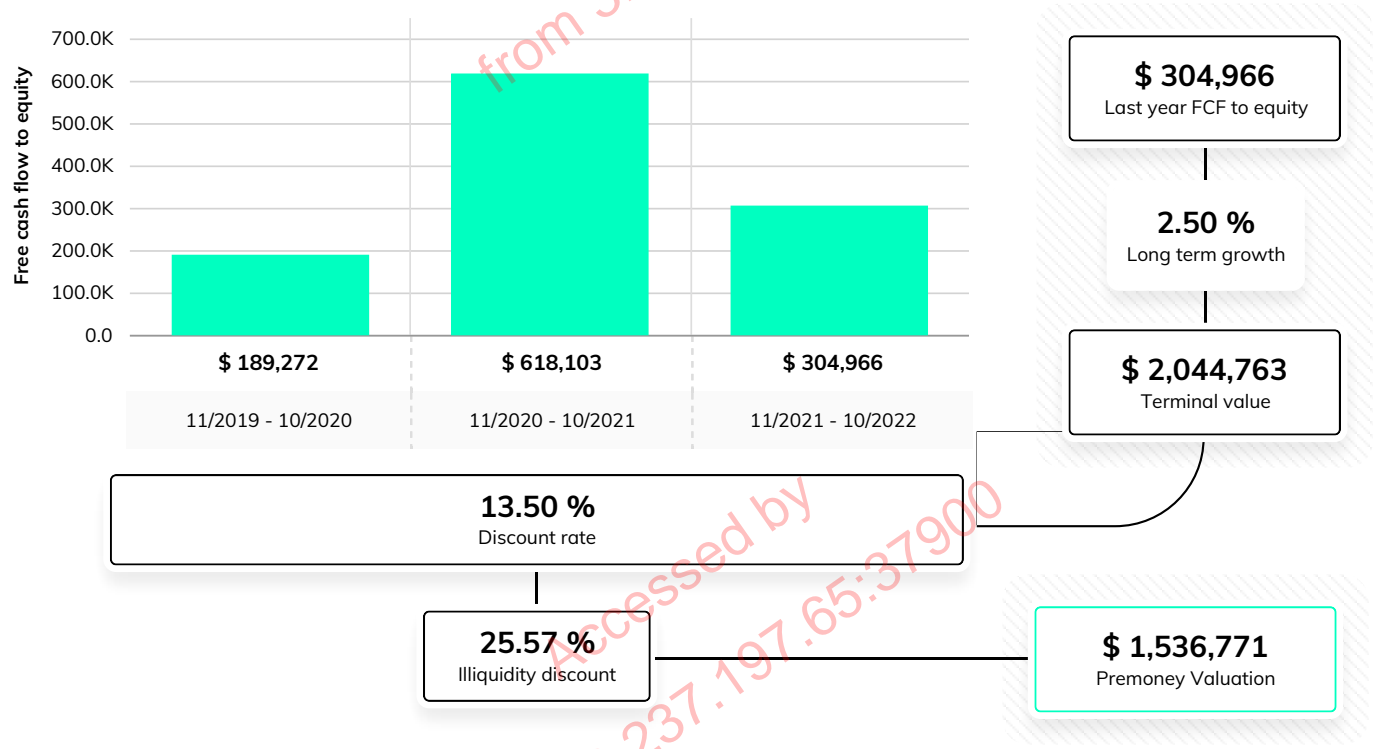 from
Free cash flow to equity
700.0K
600.0K
500.0K
400.0K
300.0K
200.0K
100.0K
0.0
$ 189,272
$ 618,103
$ 304,966
11/2019 - 10/2020
11/2020 - 10/2021
11/2021 - 10/2022
$ 304,966
Last year FCF to equity
2.50 %
Long term growth
$ 2,044,763
Terminal value
13.50 %
Discount rate
25.57 %
Illiquidity discount
$ 1,536,771
Premoney Valuation
Accessed by
237.197.65:37900